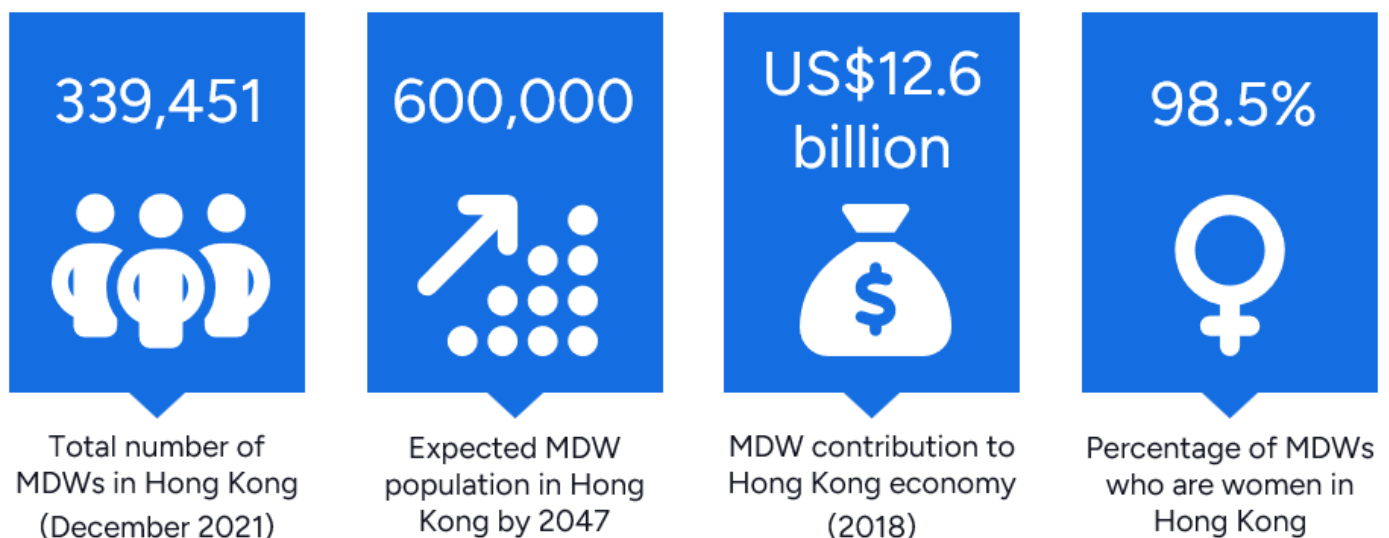 339,451
Total number of
MDWs in Hong Kong
(December 2021)
600,000
Expected MDW
population in Hong
Kong by 2047
US$12.6
billion
$
MDW contribution to
Hong Kong economy
(2018)
98.5%
Percentage of MDWs
who are women in
Hong Kong